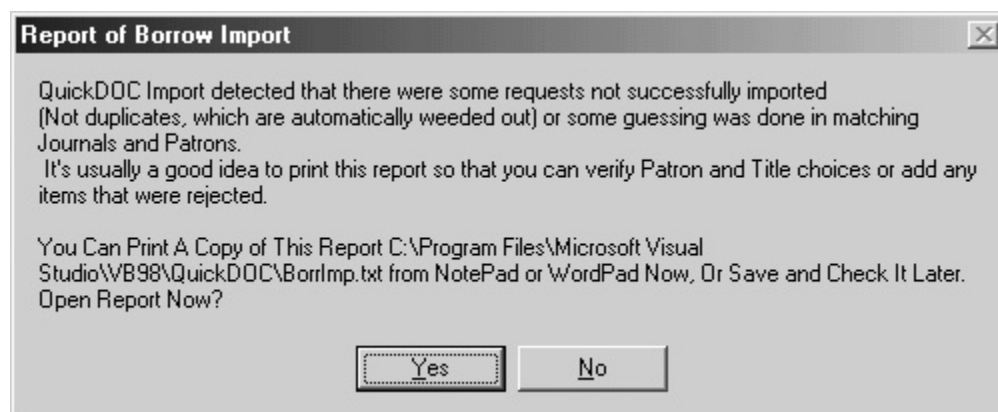 Report of Borrow Import
QuickDOC Import detected that there were some requests not successfully imported
(Not duplicates, which are automatically weeded out) or some guessing was done in matching
Journals and Patrons.
It's usually a good idea to print this report so that you can verify Patron and Title choices or add any
items that were rejected.
You Can Print A Copy of This Report C:\Program Files\Microsoft Visual
Studio\VB98\QuickDOC\BorrImp.txt from NotePad or WordPad Now, Or Save and Check It Later.
Open Report Now?
Yes No